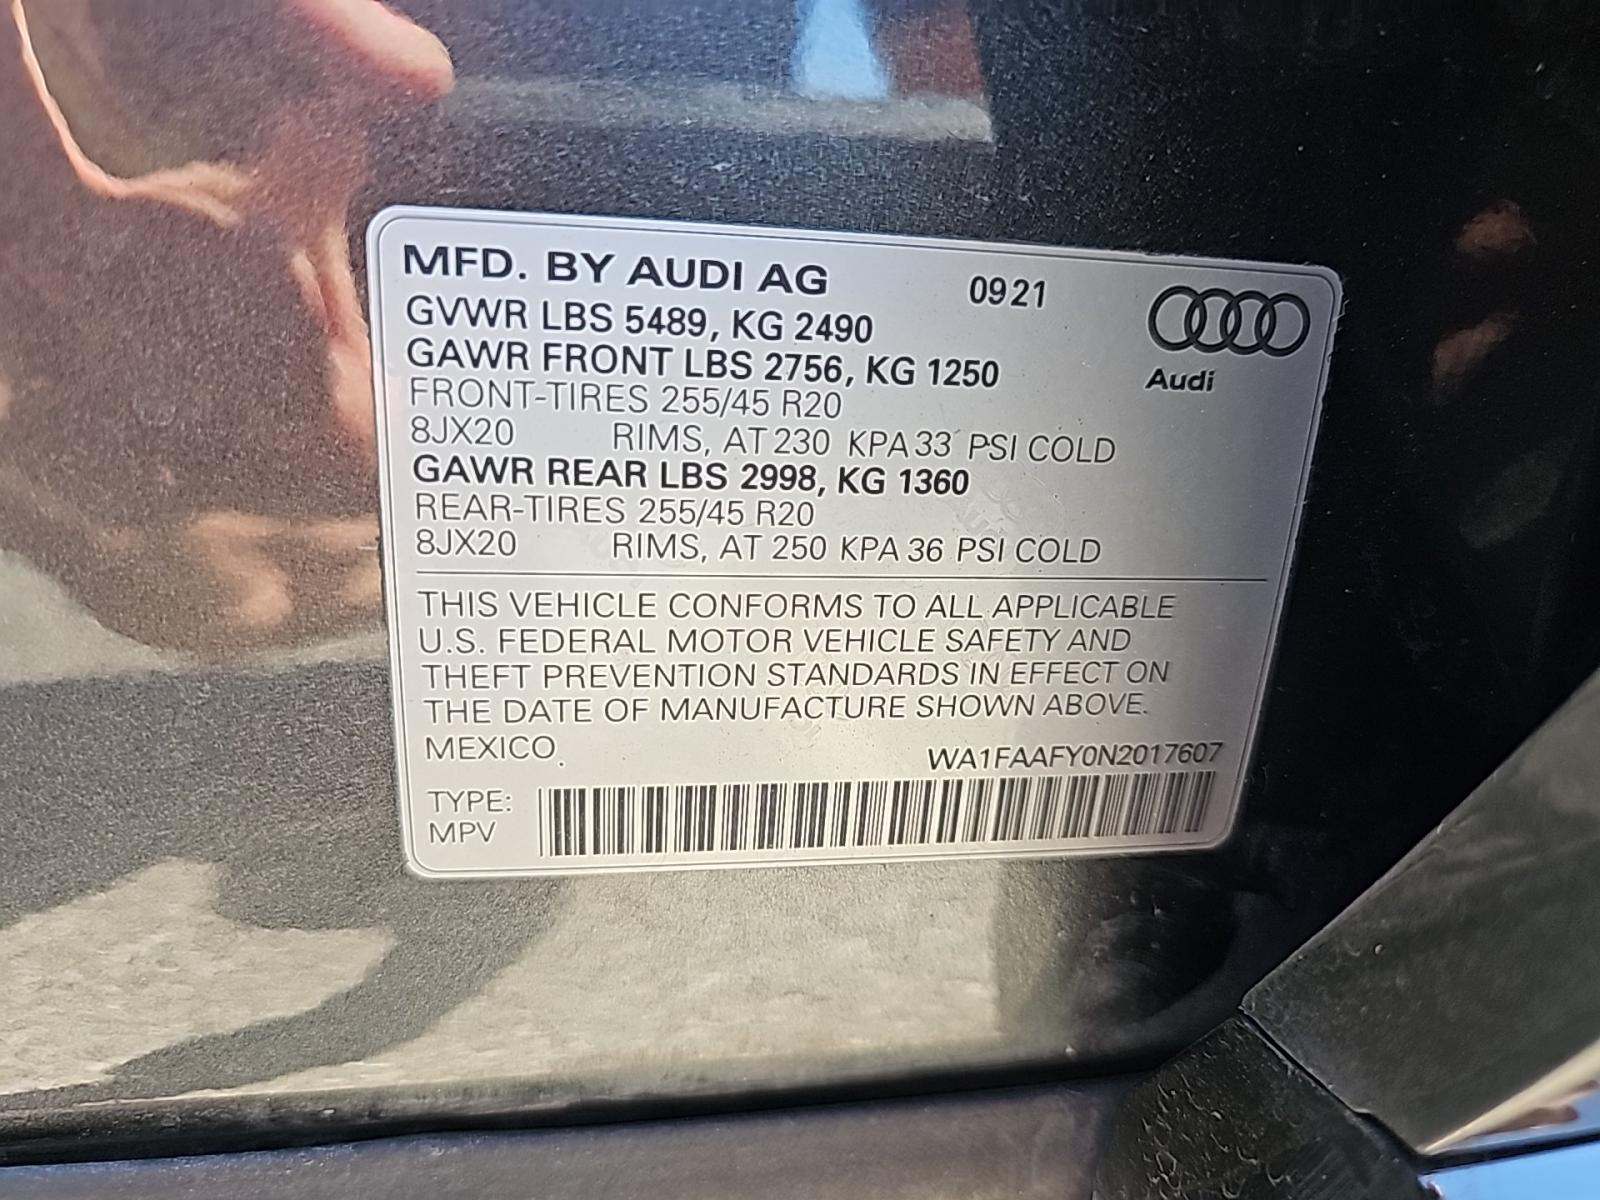 MFD. BY AUDI AG 0921
GVWR LBS 5489, KG 2490
GAWR FRONT LBS 2756, KG 1250
Audi
FRONT-TIRES 255/45 R20
8JX20 RIMS, AT 230 KPA 33 PSI COLD
GAWR REAR LBS 2998, KG 1360
REAR-TIRES 255/45 R20
8JX20 RIMS, AT 250 KPA 36 PSI COLD
THIS VEHICLE CONFORMS TO ALL APPLICABLE
U.S. FEDERAL MOTOR VEHICLE SAFETY AND
THEFT PREVENTION STANDARDS IN EFFECT ON
THE DATE OF MANUFACTURE SHOWN ABOVE.
MEXICO
WA1FAAFY0N2017607
TYPE:
MPV